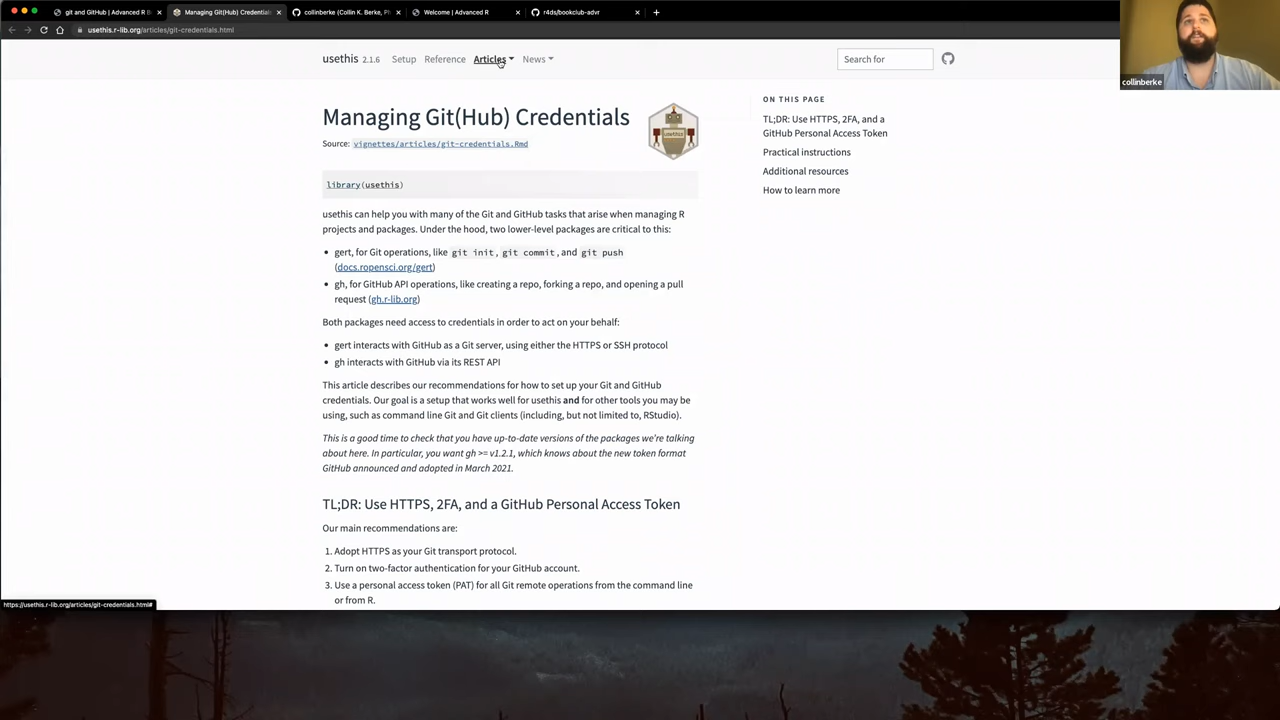 git and GitHub | Advanced R B
Managing Git(Hub) Credentials
collinberke (Collin K. Berke, Ph
Welcome | Advanced R
r4ds/bookclub-advr
usethis.r-lib.org/articles/git-credentials.html
collinberke
usethis 2.1.6 Setup Reference Articles News Search for
Managing Git(Hub) Credentials
usethis
Source: vignettes/articles/git-credentials.Rmd
library(usethis)
usethis can help you with many of the Git and GitHub tasks that arise when managing R
projects and packages. Under the hood, two lower-level packages are critical to this:
• gert, for Git operations, like git init, git commit, and git push
(docs.ropensci.org/gert)
• gh, for GitHub API operations, like creating a repo, forking a repo, and opening a pull
request (gh.r-lib.org)
Both packages need access to credentials in order to act on your behalf:
• gert interacts with GitHub as a Git server, using either the HTTPS or SSH protocol
• gh interacts with GitHub via its REST API
This article describes our recommendations for how to set up your Git and GitHub
credentials. Our goal is a setup that works well for usethis and for other tools you may be
using, such as command line Git and Git clients (including, but not limited to, RStudio).
This is a good time to check that you have up-to-date versions of the packages we're talking
about here. In particular, you want gh >= v1.2.1, which knows about the new token format
GitHub announced and adopted in March 2021.
TL;DR: Use HTTPS, 2FA, and a GitHub Personal Access Token
Our main recommendations are:
1. Adopt HTTPS as your Git transport protocol.
2. Turn on two-factor authentication for your GitHub account.
3. Use a personal access token (PAT) for all Git remote operations from the command line
or from R.
ON THIS PAGE
TL;DR: Use HTTPS, 2FA, and a
GitHub Personal Access Token
Practical instructions
Additional resources
How to learn more
https://usethis.r-lib.org/articles/git-credentials.html#